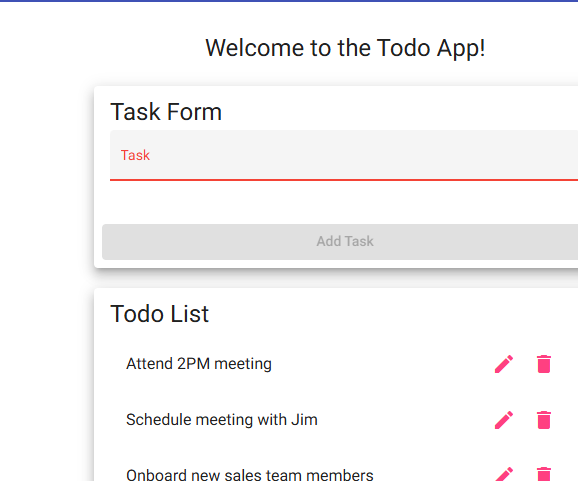 Welcome to the Todo App!
Task Form
Task
Add Task
Todo List
Attend 2PM meeting
Schedule meeting with Jim
Onboard new sales team members